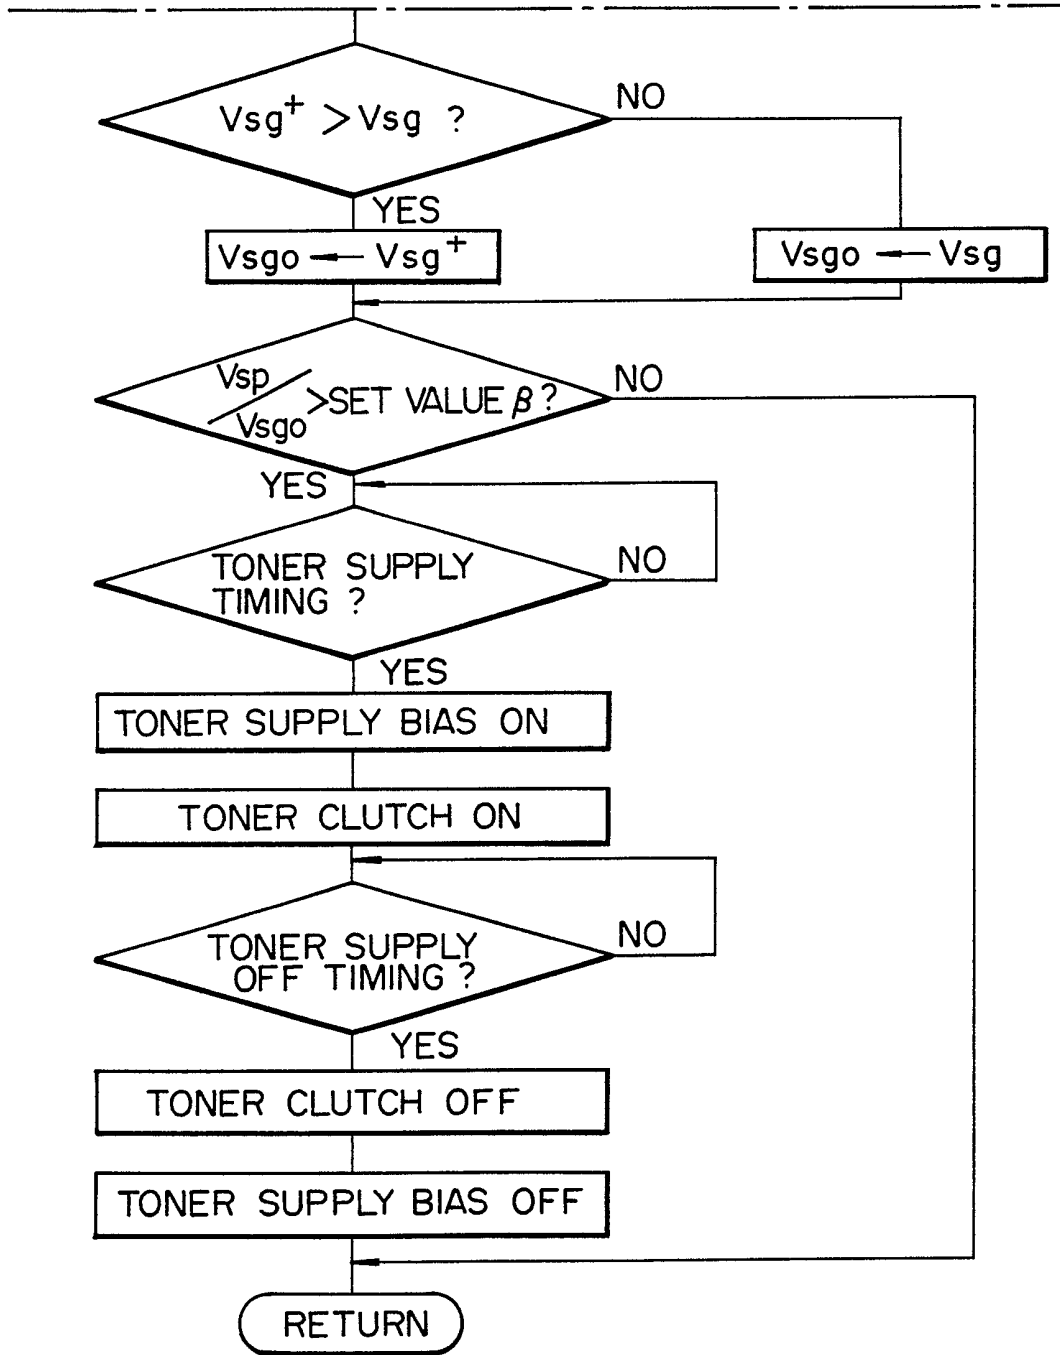 Vsg+ > Vsg ?
NO
YES
Vsgo ← Vsg+
Vsgo ← Vsg
Vsp/Vsgo > SET VALUE β ?
NO
YES
TONER SUPPLY
TIMING ?
NO
YES
TONER SUPPLY BIAS ON
TONER CLUTCH ON
TONER SUPPLY
OFF TIMING ?
NO
YES
TONER CLUTCH OFF
TONER SUPPLY BIAS OFF
RETURN